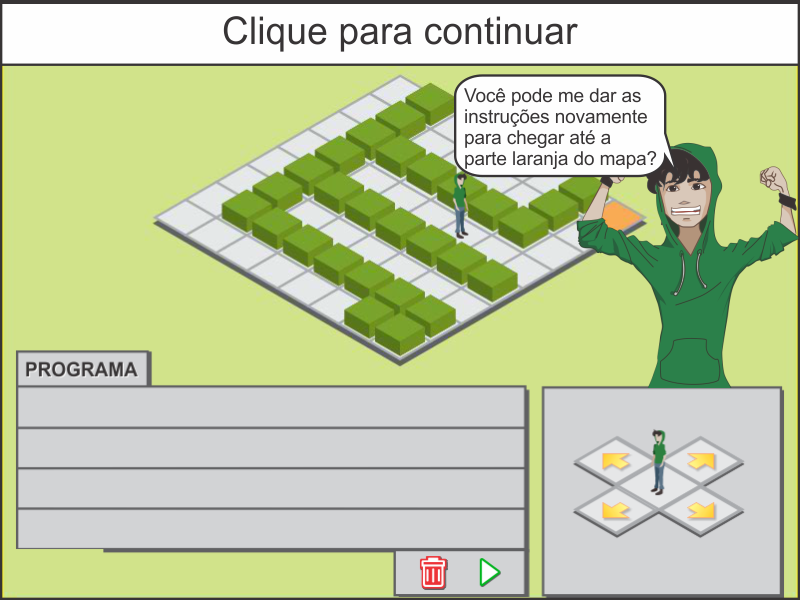 Clique para continuar
Você pode me dar as
instruções novamente
para chegar até a
parte laranja do mapa?
PROGRAMA